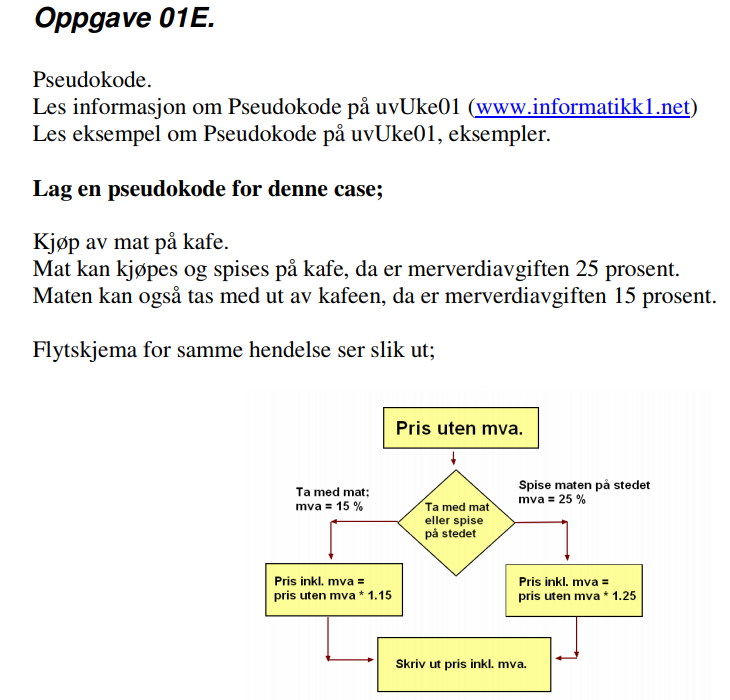 Oppgave 01E.
Pseudokode.
Les informasjon om Pseudokode på uvUke01 (www.informatikk1.net)
Les eksempel om Pseudokode på uvUke01, eksempler.
Lag en pseudokode for denne case;
Kjøp av mat på kafe.
Mat kan kjøpes og spises på kafe, da er merverdiavgiften 25 prosent.
Maten kan også tas med ut av kafeen, da er merverdiavgiften 15 prosent.
Flytskjema for samme hendelse ser slik ut;
Pris uten mva.
Ta med mat;
mva = 15 %
Ta med mat
eller spise
på stedet
Spise maten på stedet
mva = 25 %
Pris inkl. mva =
pris uten mva * 1.15
Pris inkl. mva =
pris uten mva * 1.25
Skriv ut pris inkl. mva.